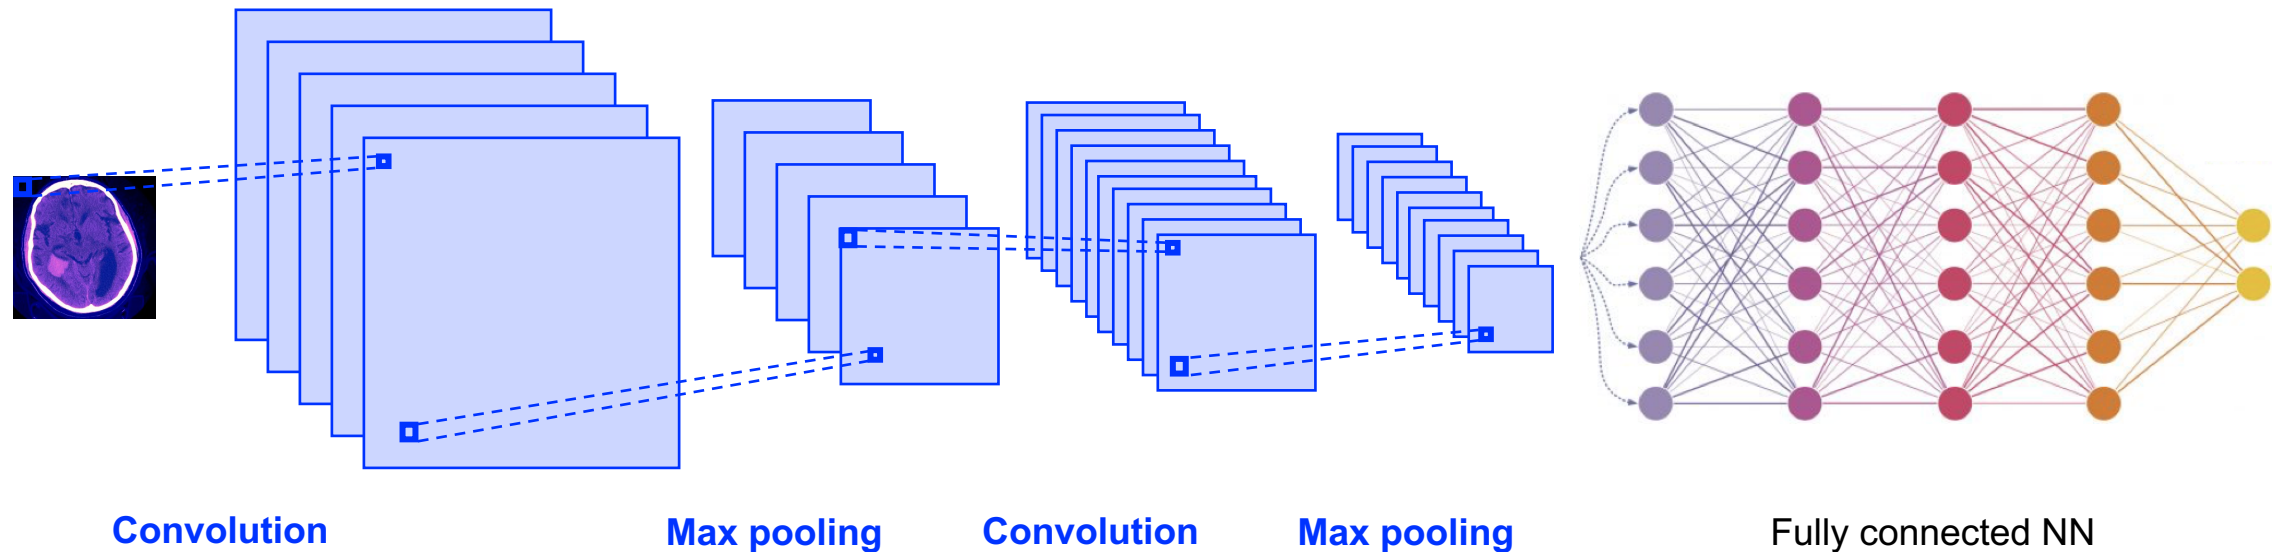 Convolution
Max pooling
Convolution
Max pooling
Fully connected NN